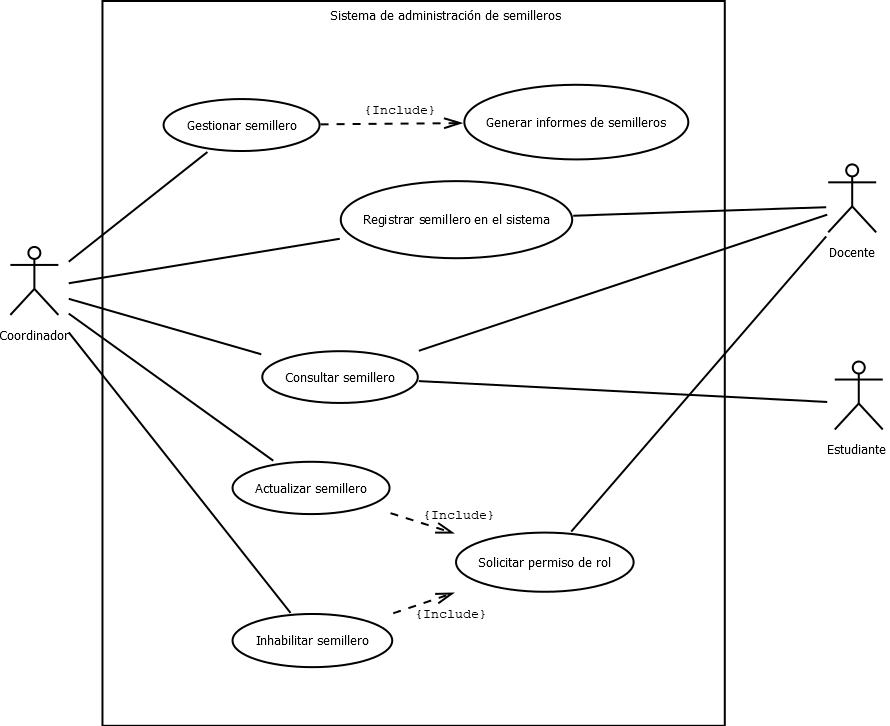 Sistema de administración de semilleros
{Include}
Gestionar semillero
Generar informes de semilleros
Registrar semillero en el sistema
Docente
Coordinador
Consultar semillero
Estudiante
Actualizar semillero
{Include}
Solicitar permiso de rol
{Include}
Inhabilitar semillero